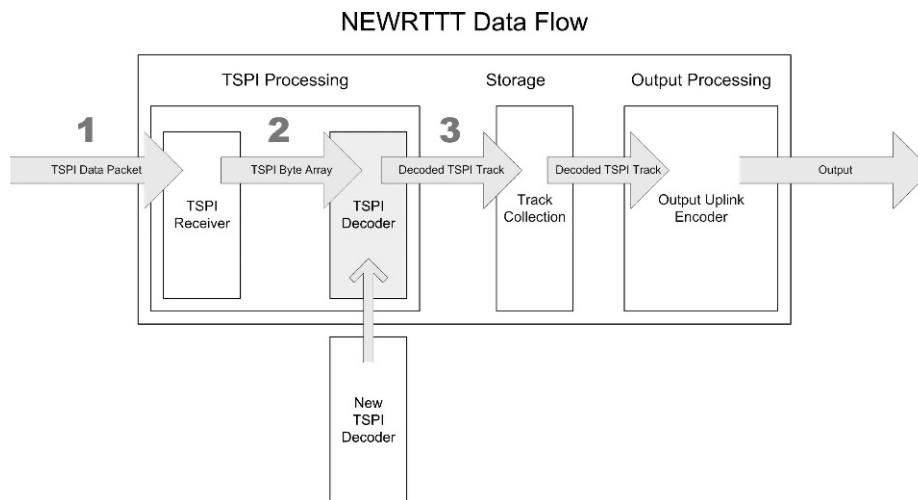 NEWRTTT Data Flow
TSPI Processing
Storage
Output Processing
1
2
3
TSPI Data Packet
TSPI Byte Array
Decoded TSPI Track
Decoded TSPI Track
Output
TSPI
Receiver
TSPI
Decoder
Track
Collection
Output Uplink
Encoder
New
TSPI
Decoder